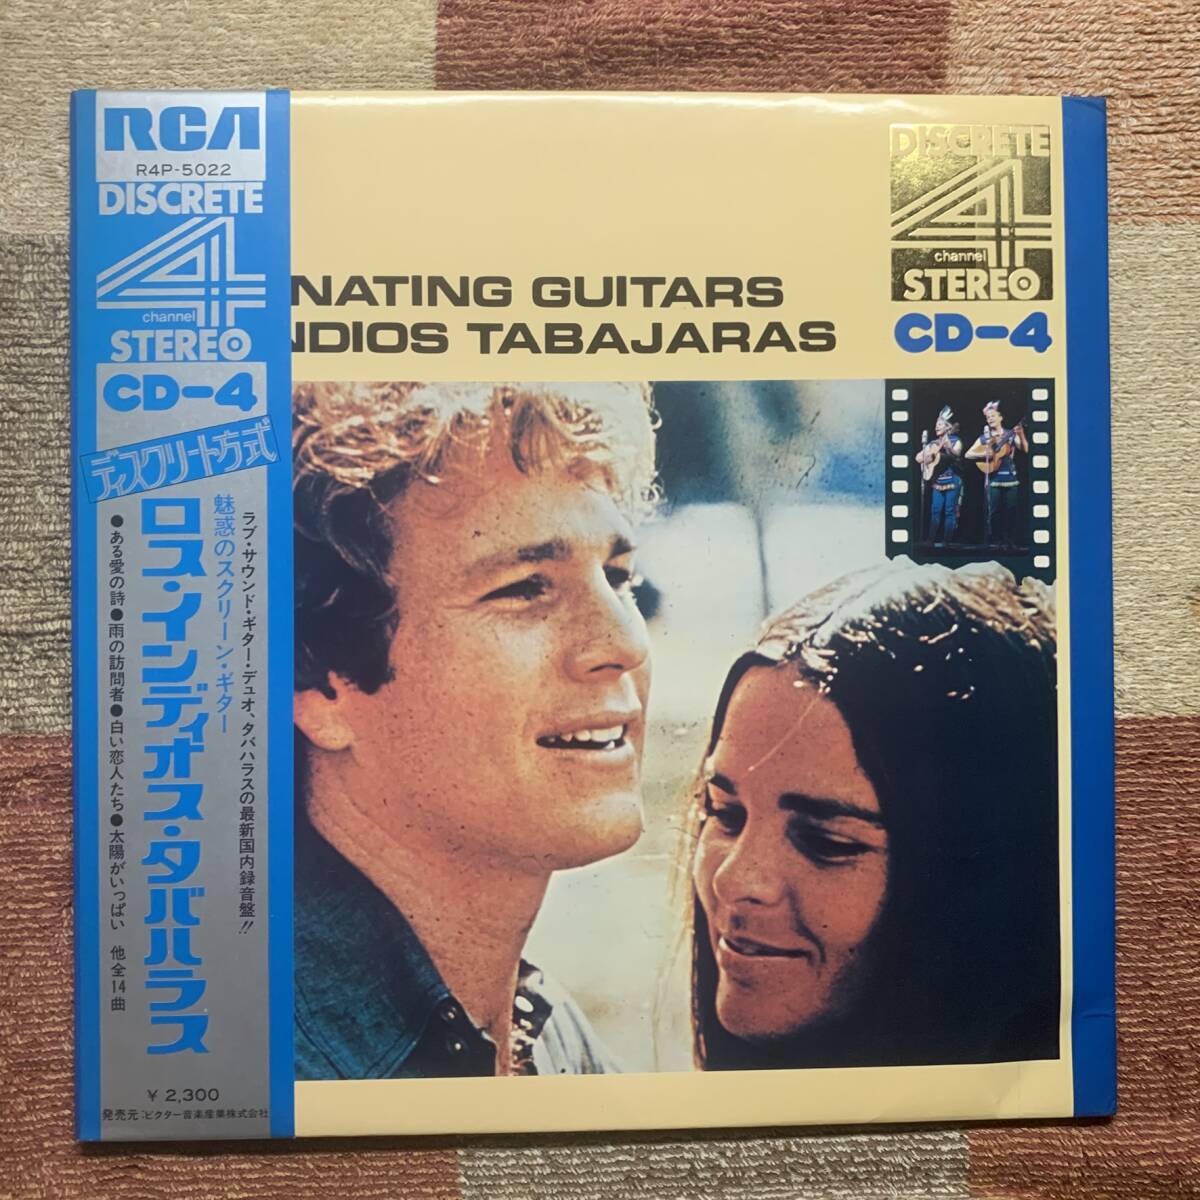 RCA
R4P-5022
DISCRETE
4
channel
STEREO
CD-4
ディスクリート方式
魅惑のスクリーン・ギター
ロス・インディオス・タバハラス
ラブ・サウンド・ギター・デュオ、タバハラスの最新国内録音盤!!
●ある愛の詩●雨の訪問者●白い恋人たち●太陽がいっぱい 他全14曲
¥ 2,300
発売元:ビクター音楽産業株式会社
NATING GUITARS
NDIOS TABAJARAS
DISCRETE
4
channel
STEREO
CD-4